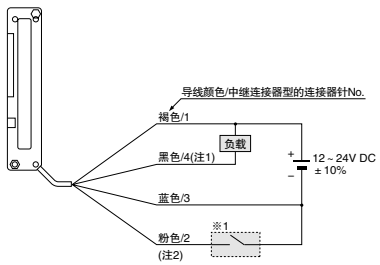 导线颜色/中继连接器型的连接器针No.
褐色/1
负载
黑色/4(注1)
+
12～24V DC
±10%
−
蓝色/3
※1
粉色/2
(注2)